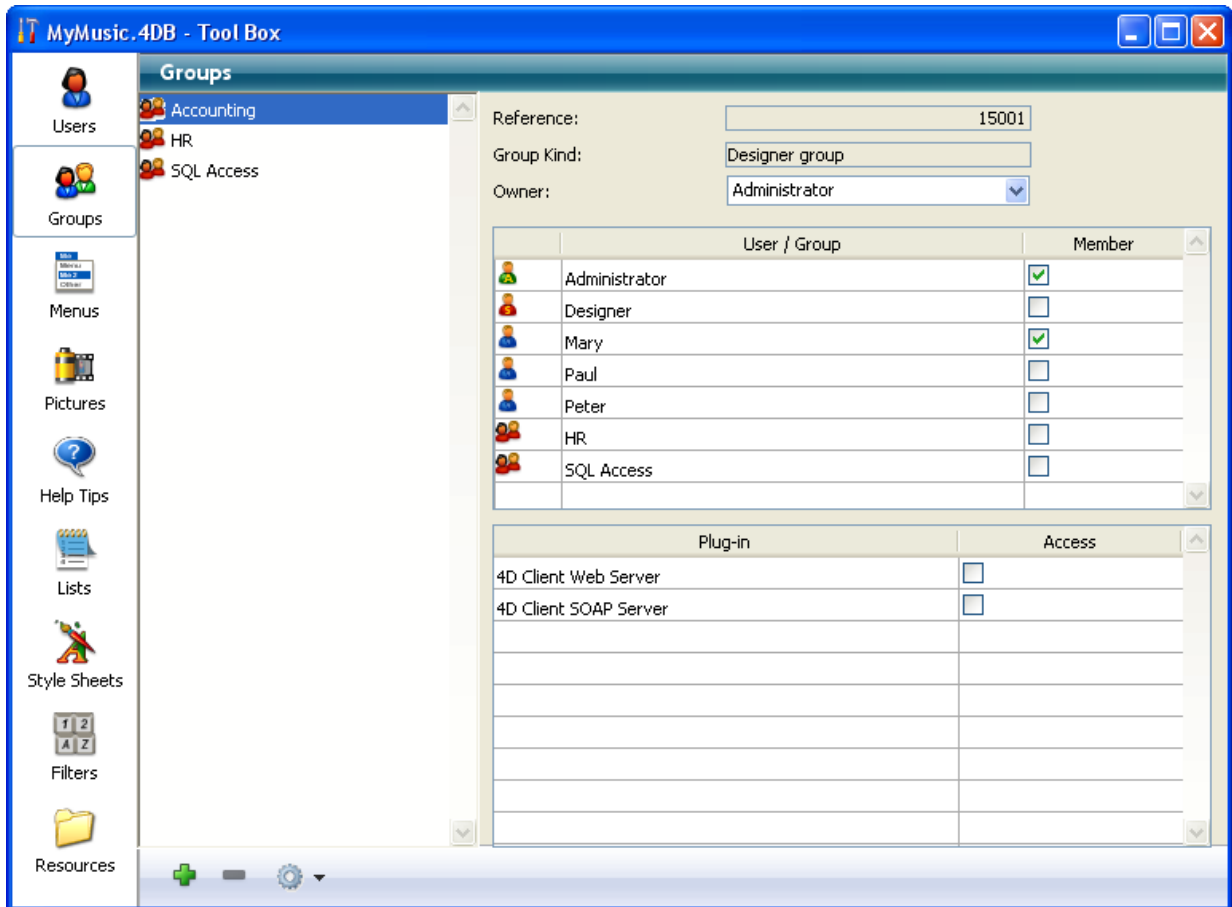 MyMusic.4DB - Tool Box
Users
Groups
Menus
Pictures
Help Tips
Lists
Style Sheets
1 2
A Z
Filters
Resources
Groups
Accounting
HR
SQL Access
Reference: 15001
Group Kind: Designer group
Owner: Administrator
User / Group Member
Administrator
Designer
Mary
Paul
Peter
HR
SQL Access
Plug-in Access
4D Client Web Server
4D Client SOAP Server